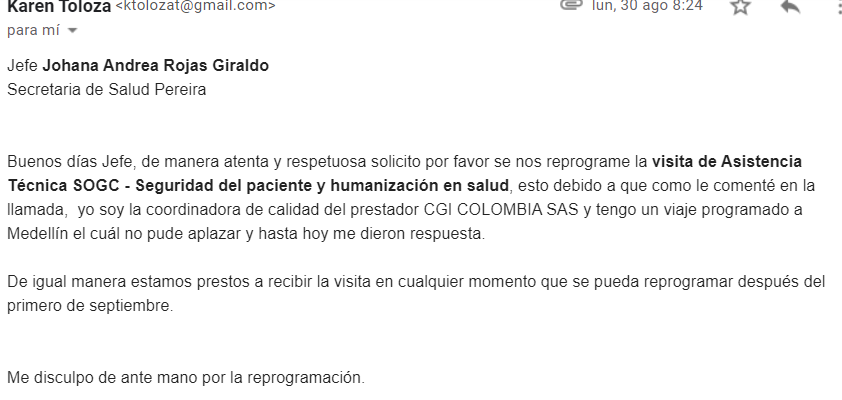 Karen Toloza <ktolozat@gmail.com> lun, 30 ago 8:24
para mí
Jefe Johana Andrea Rojas Giraldo
Secretaria de Salud Pereira
Buenos días Jefe, de manera atenta y respetuosa solicito por favor se nos reprograme la visita de Asistencia
Técnica SOGC - Seguridad del paciente y humanización en salud, esto debido a que como le comenté en la
llamada, yo soy la coordinadora de calidad del prestador CGI COLOMBIA SAS y tengo un viaje programado a
Medellín el cuál no pude aplazar y hasta hoy me dieron respuesta.
De igual manera estamos prestos a recibir la visita en cualquier momento que se pueda reprogramar después del
primero de septiembre.
Me disculpo de ante mano por la reprogramación.